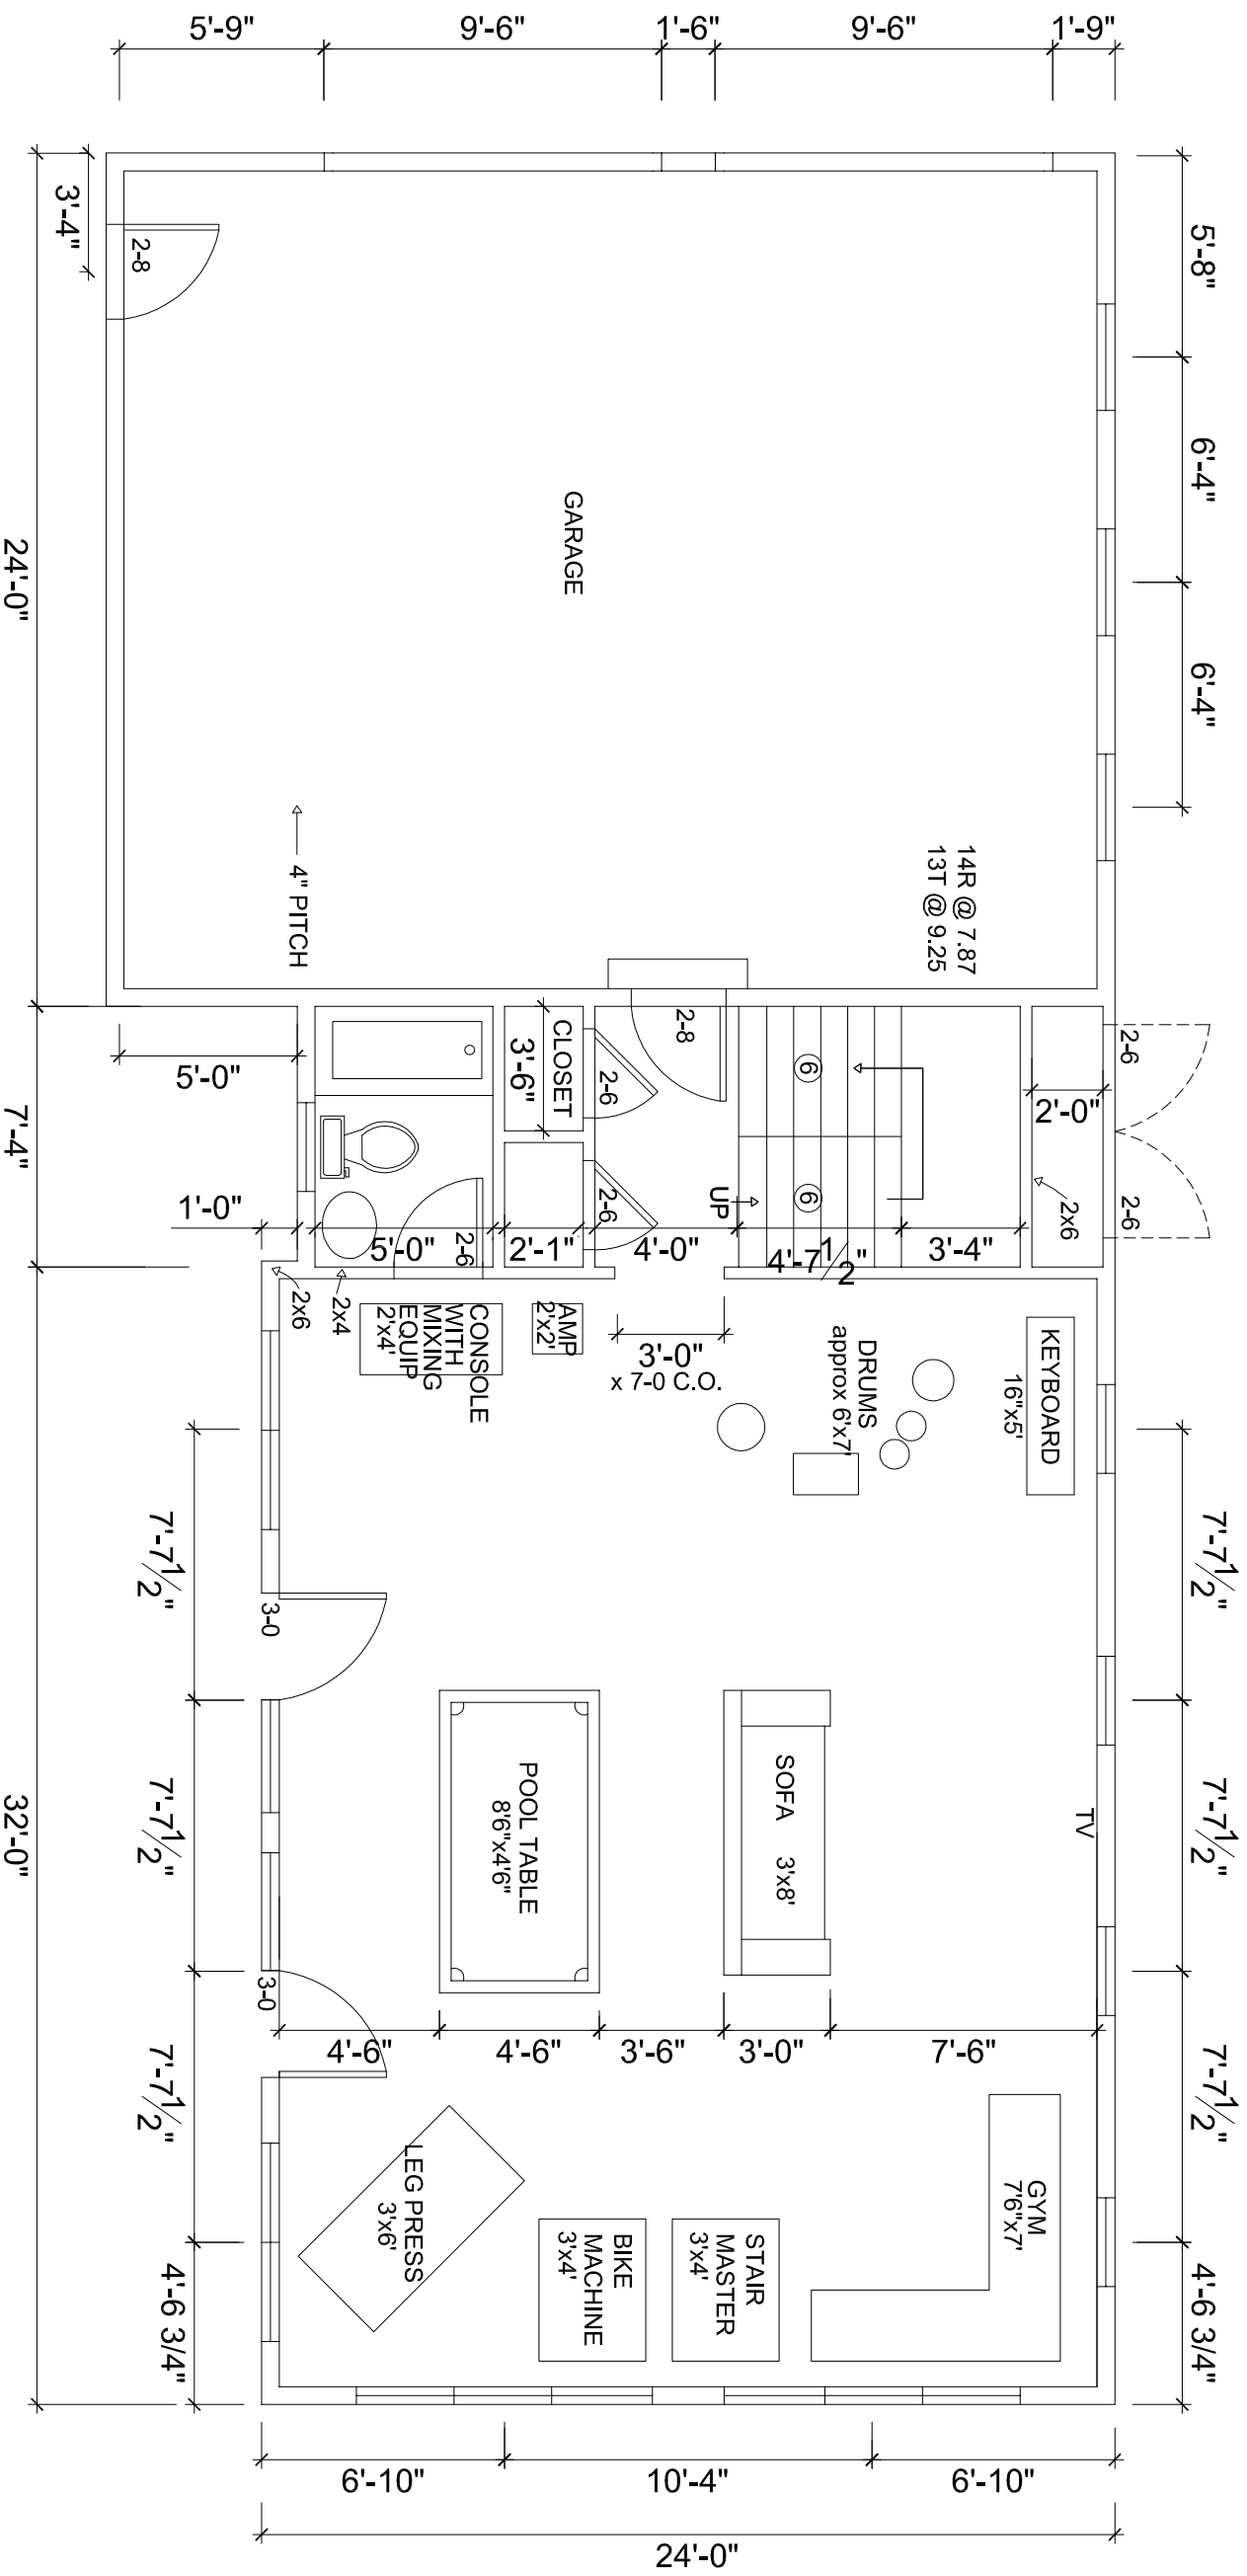 5'-9"
9'-6"
1'-6"
9'-6"
1'-9"
3'-4"
2-8
5'-8"
6'-4"
6'-4"
GARAGE
24'-0"
4" PITCH
14R @ 7.87
13T @ 9.25
5'-0"
7'-4"
1'-0"
CLOSET
3'-6"
2-6
2-6
2-8
6
6
UP
2-6
2'-0"
2-6
2x6
5'-0"
2-6
2'-1"
4'-0"
4'-7 1/2"
3'-4"
2x6
2x4
CONSOLE
WITH
MIXING
EQUIP
2'x4'
AMP
2'x2'
3'-0"
x 7-0 C.O.
DRUMS
approx 6'x7'
KEYBOARD
16"x5'
7'-7 1/2"
7'-7 1/2"
3-0
POOL TABLE
8'6"x4'6"
SOFA 3'x8'
TV
7'-7 1/2"
7'-7 1/2"
32'-0"
3-0
4'-6"
4'-6"
3'-6"
3'-0"
7'-6"
7'-7 1/2"
7'-7 1/2"
LEG PRESS
3'x6'
BIKE
MACHINE
3'x4'
STAIR
MASTER
3'x4'
GYM
7'6"x7'
4'-6 3/4"
4'-6 3/4"
6'-10"
10'-4"
6'-10"
24'-0"